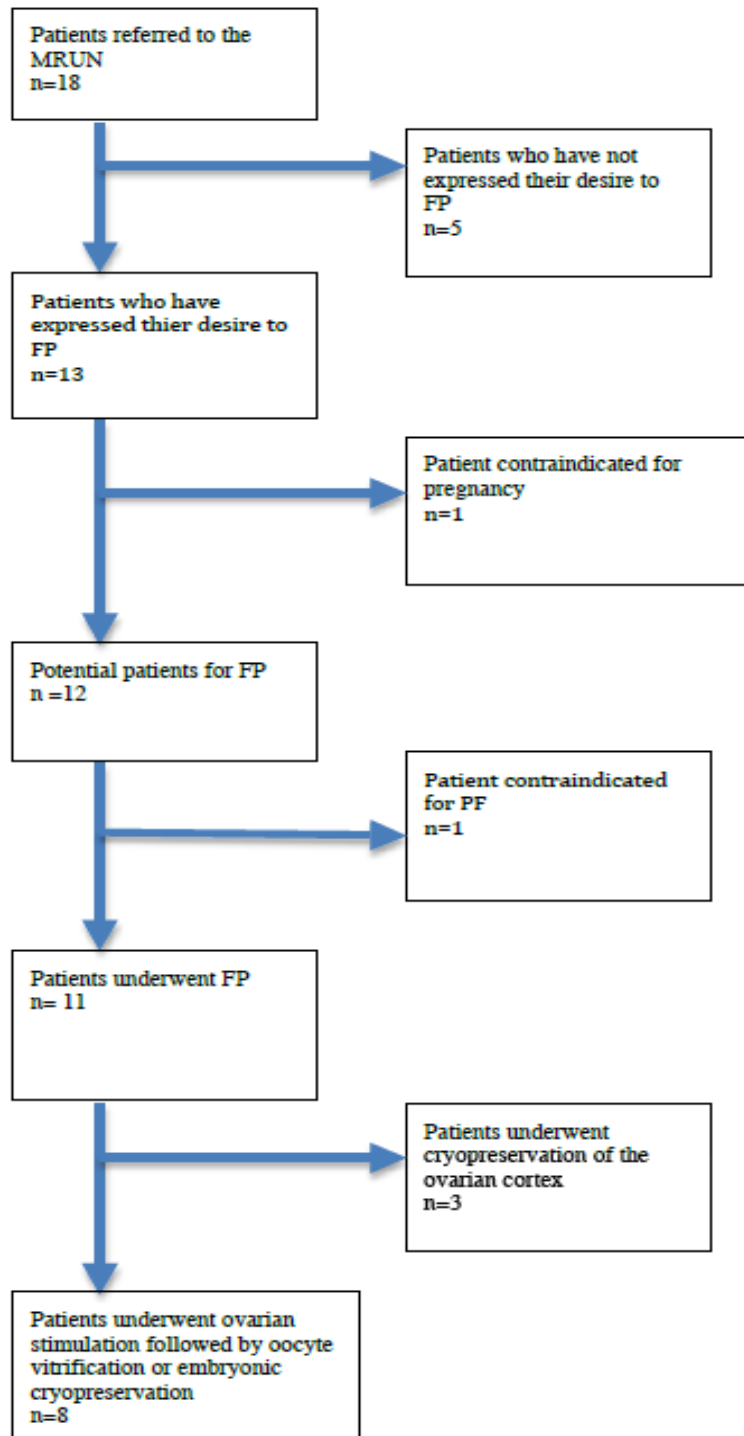 Patients referred to the
MRUN
n=18
Patients who have not
expressed their desire to
FP
n=5
Patients who have
expressed thier desire to
FP
n=13
Patient contraindicated for
pregnancy
n=1
Potential patients for FP
n =12
Patient contraindicated
for PF
n=1
Patients underwent FP
n= 11
Patients underwent
cryopreservation of the
ovarian cortex
n=3
Patients underwent ovarian
stimulation followed by oocyte
vitrification or embryonic
cryopreservation
n=8